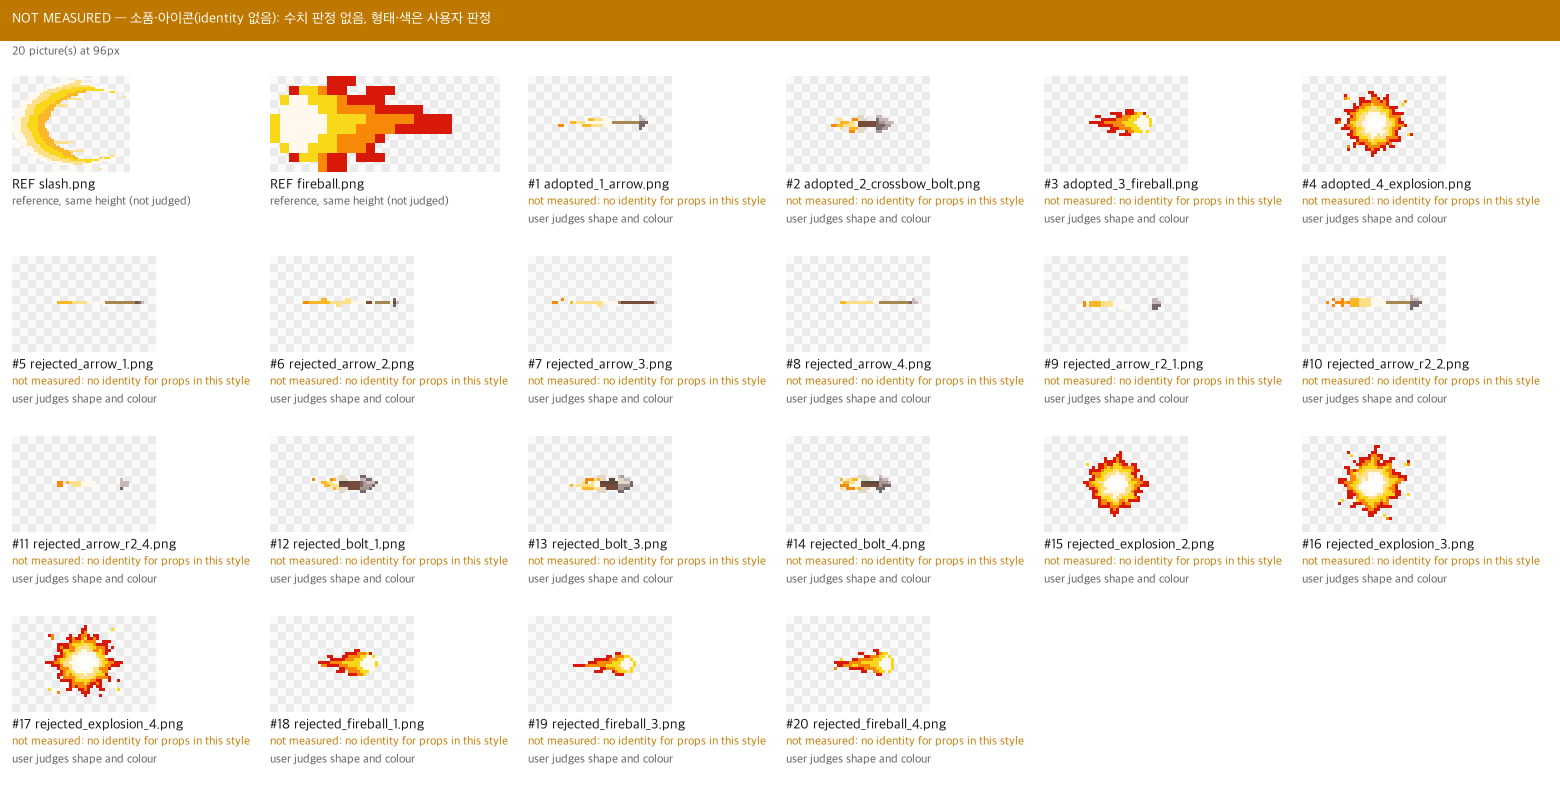 NOT MEASURED — 소품·아이콘(identity 없음): 수치 판정 없음, 형태·색은 사용자 판정
20 picture(s) at 96px
REF slash.png
reference, same height (not judged)
REF fireball.png
reference, same height (not judged)
#1 adopted_1_arrow.png
not measured: no identity for props in this style
user judges shape and colour
#2 adopted_2_crossbow_bolt.png
not measured: no identity for props in this style
user judges shape and colour
#3 adopted_3_fireball.png
not measured: no identity for props in this style
user judges shape and colour
#4 adopted_4_explosion.png
not measured: no identity for props in this style
user judges shape and colour
#5 rejected_arrow_1.png
not measured: no identity for props in this style
user judges shape and colour
#6 rejected_arrow_2.png
not measured: no identity for props in this style
user judges shape and colour
#7 rejected_arrow_3.png
not measured: no identity for props in this style
user judges shape and colour
#8 rejected_arrow_4.png
not measured: no identity for props in this style
user judges shape and colour
#9 rejected_arrow_r2_1.png
not measured: no identity for props in this style
user judges shape and colour
#10 rejected_arrow_r2_2.png
not measured: no identity for props in this style
user judges shape and colour
#11 rejected_arrow_r2_4.png
not measured: no identity for props in this style
user judges shape and colour
#12 rejected_bolt_1.png
not measured: no identity for props in this style
user judges shape and colour
#13 rejected_bolt_3.png
not measured: no identity for props in this style
user judges shape and colour
#14 rejected_bolt_4.png
not measured: no identity for props in this style
user judges shape and colour
#15 rejected_explosion_2.png
not measured: no identity for props in this style
user judges shape and colour
#16 rejected_explosion_3.png
not measured: no identity for props in this style
user judges shape and colour
#17 rejected_explosion_4.png
not measured: no identity for props in this style
user judges shape and colour
#18 rejected_fireball_1.png
not measured: no identity for props in this style
user judges shape and colour
#19 rejected_fireball_3.png
not measured: no identity for props in this style
user judges shape and colour
#20 rejected_fireball_4.png
not measured: no identity for props in this style
user judges shape and colour